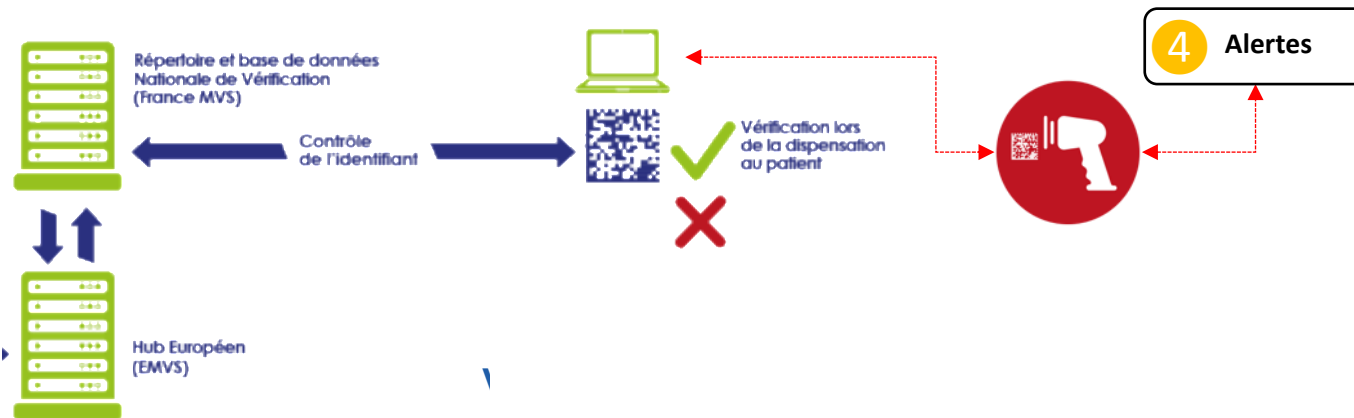 Répertoire et base de données
Nationale de Vérification
(France MVS)
Contrôle
de l'identifiant
Vérification lors
de la dispensation
au patient
4 Alertes
Hub Européen
(EMVS)